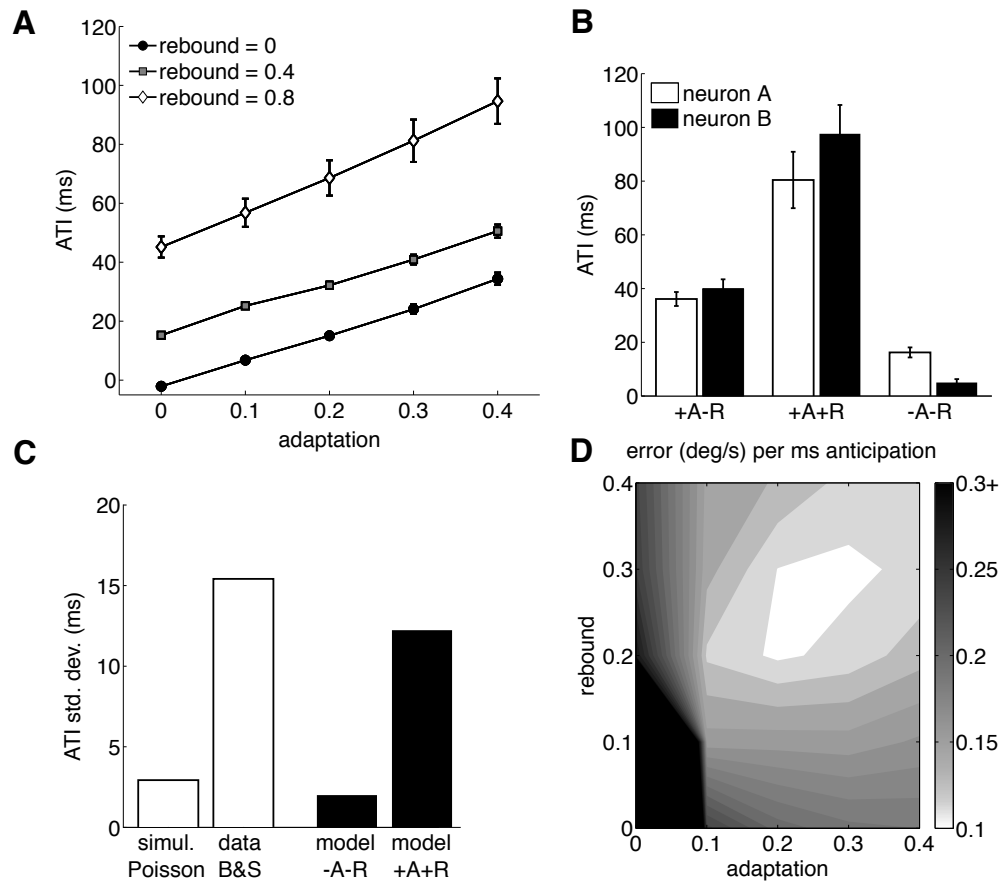 A
120
100
80
60
40
20
0
ATI (ms)
rebound = 0
rebound = 0.4
rebound = 0.8
0 0.1 0.2 0.3 0.4
adaptation
B
120
100
80
60
40
20
0
ATI (ms)
neuron A
neuron B
+A-R +A+R -A-R
C
20
15
10
5
0
ATI std. dev. (ms)
simul. data model model
Poisson B&S -A-R +A+R
D error (deg/s) per ms anticipation
0.4
0.3
0.2
0.1
0
rebound
0.1 0.2 0.3 0.4
adaptation
0.3+
0.25
0.2
0.15
0.1